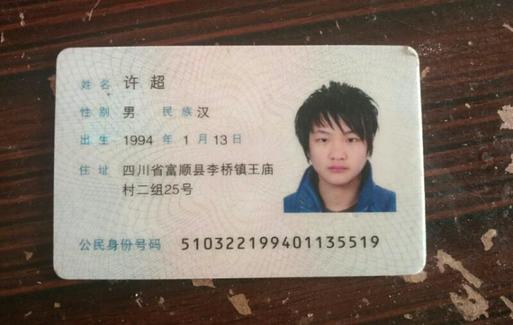 姓名 许超
性别 男 民族 汉
出生 1994 年 1 月 13 日
住址 四川省富顺县李桥镇王庙
村二组25号
公民身份号码 510322199401135519